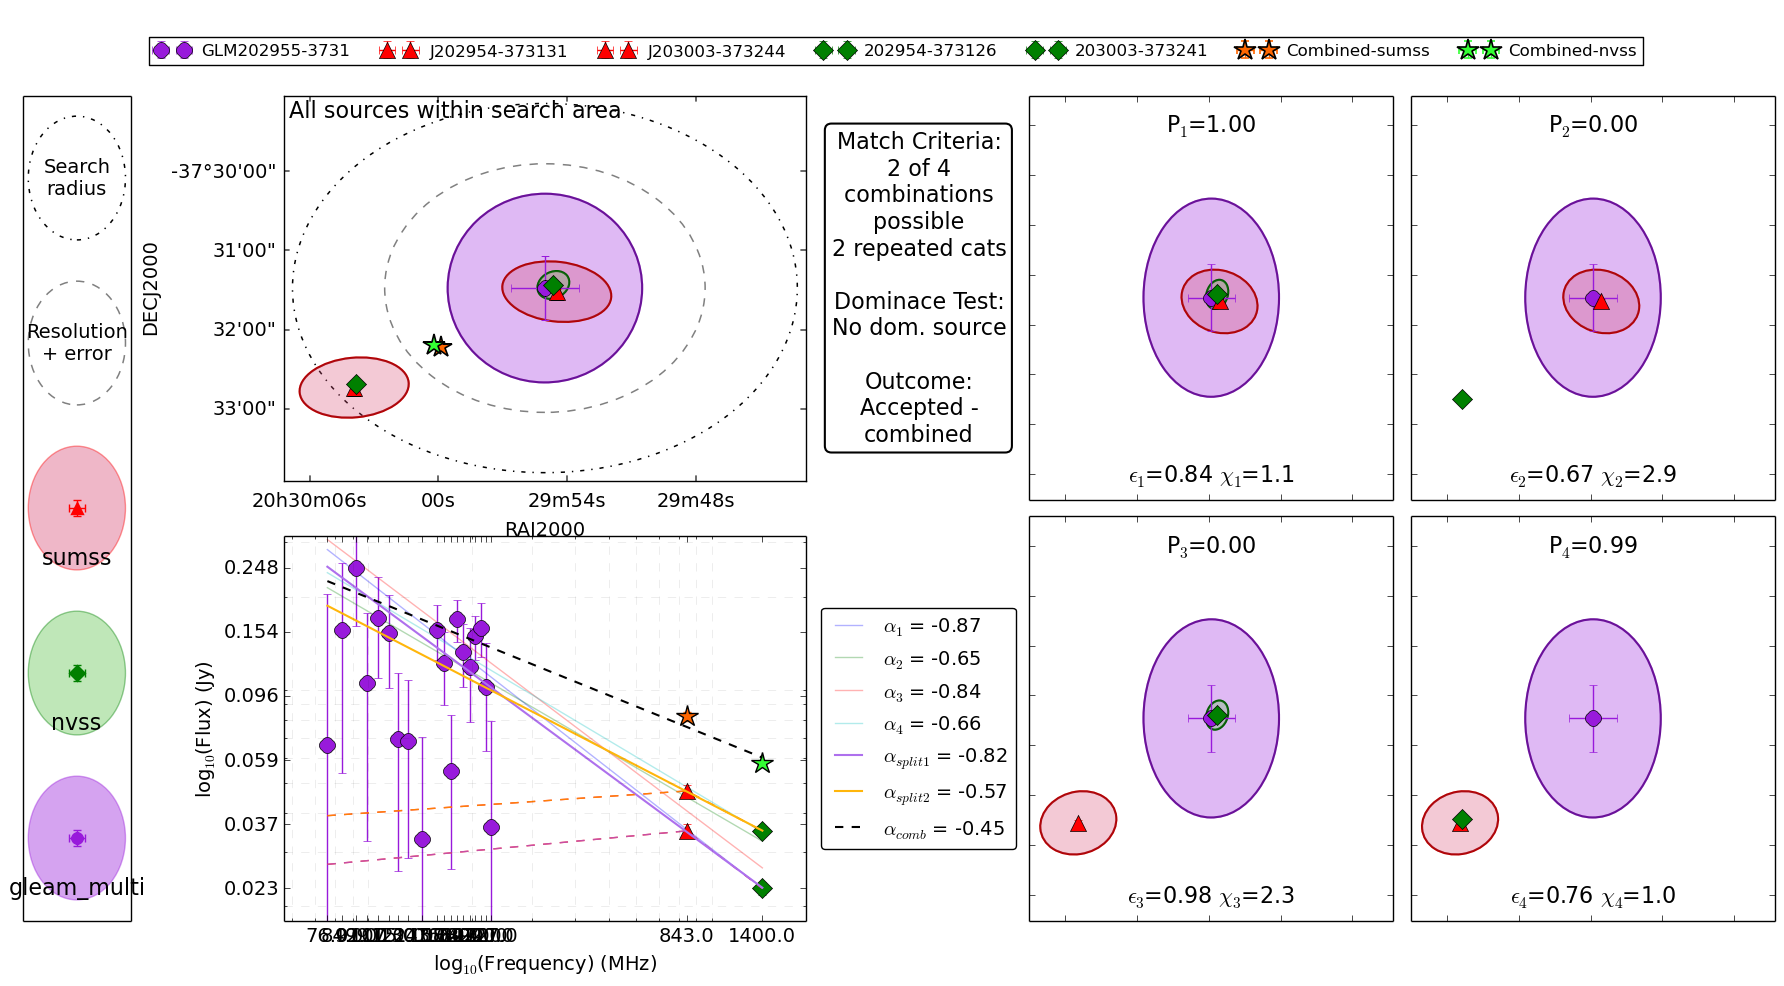 GLM202955-3731 J202954-373131 J203003-373244 202954-373126 203003-373241 Combined-sumss Combined-nvss
Search
radius
Resolution
+ error
sumss
nvss
gleam_multi
All sources within search area
DECJ2000
-37°30'00"
31'00"
32'00"
33'00"
20h30m06s 00s 29m54s 29m48s
RAJ2000
Match Criteria:
2 of 4
combinations
possible
2 repeated cats
Dominace Test:
No dom. source
Outcome:
Accepted -
combined
P1=1.00
ϵ1=0.84 χ1=1.1
P2=0.00
ϵ2=0.67 χ2=2.9
P3=0.00
ϵ3=0.98 χ3=2.3
P4=0.99
ϵ4=0.76 χ4=1.0
log10(Flux) (Jy)
0.248
0.154
0.096
0.059
0.037
0.023
843.0 1400.0
log10(Frequency) (MHz)
α1 = -0.87
α2 = -0.65
α3 = -0.84
α4 = -0.66
αsplit1 = -0.82
αsplit2 = -0.57
αcomb = -0.45